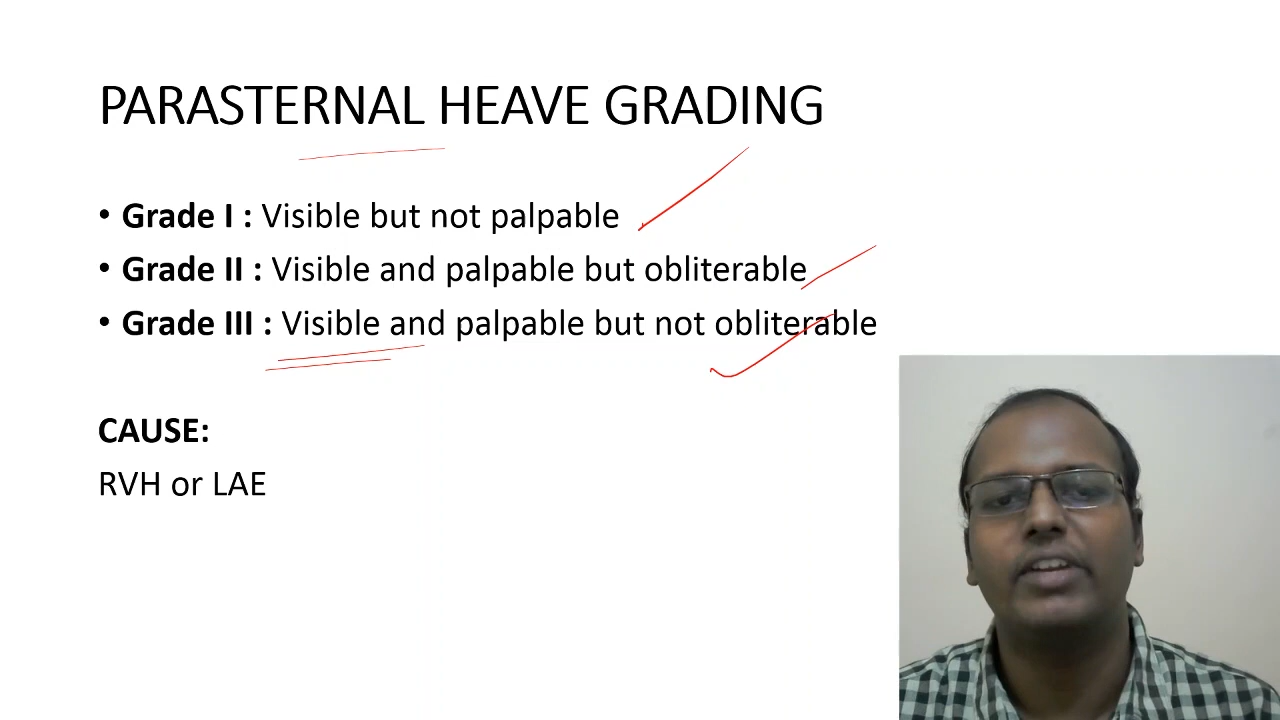 PARASTERNAL HEAVE GRADING
• Grade I : Visible but not palpable
• Grade II : Visible and palpable but obliterable
• Grade III : Visible and palpable but not obliterable
CAUSE:
RVH or LAE